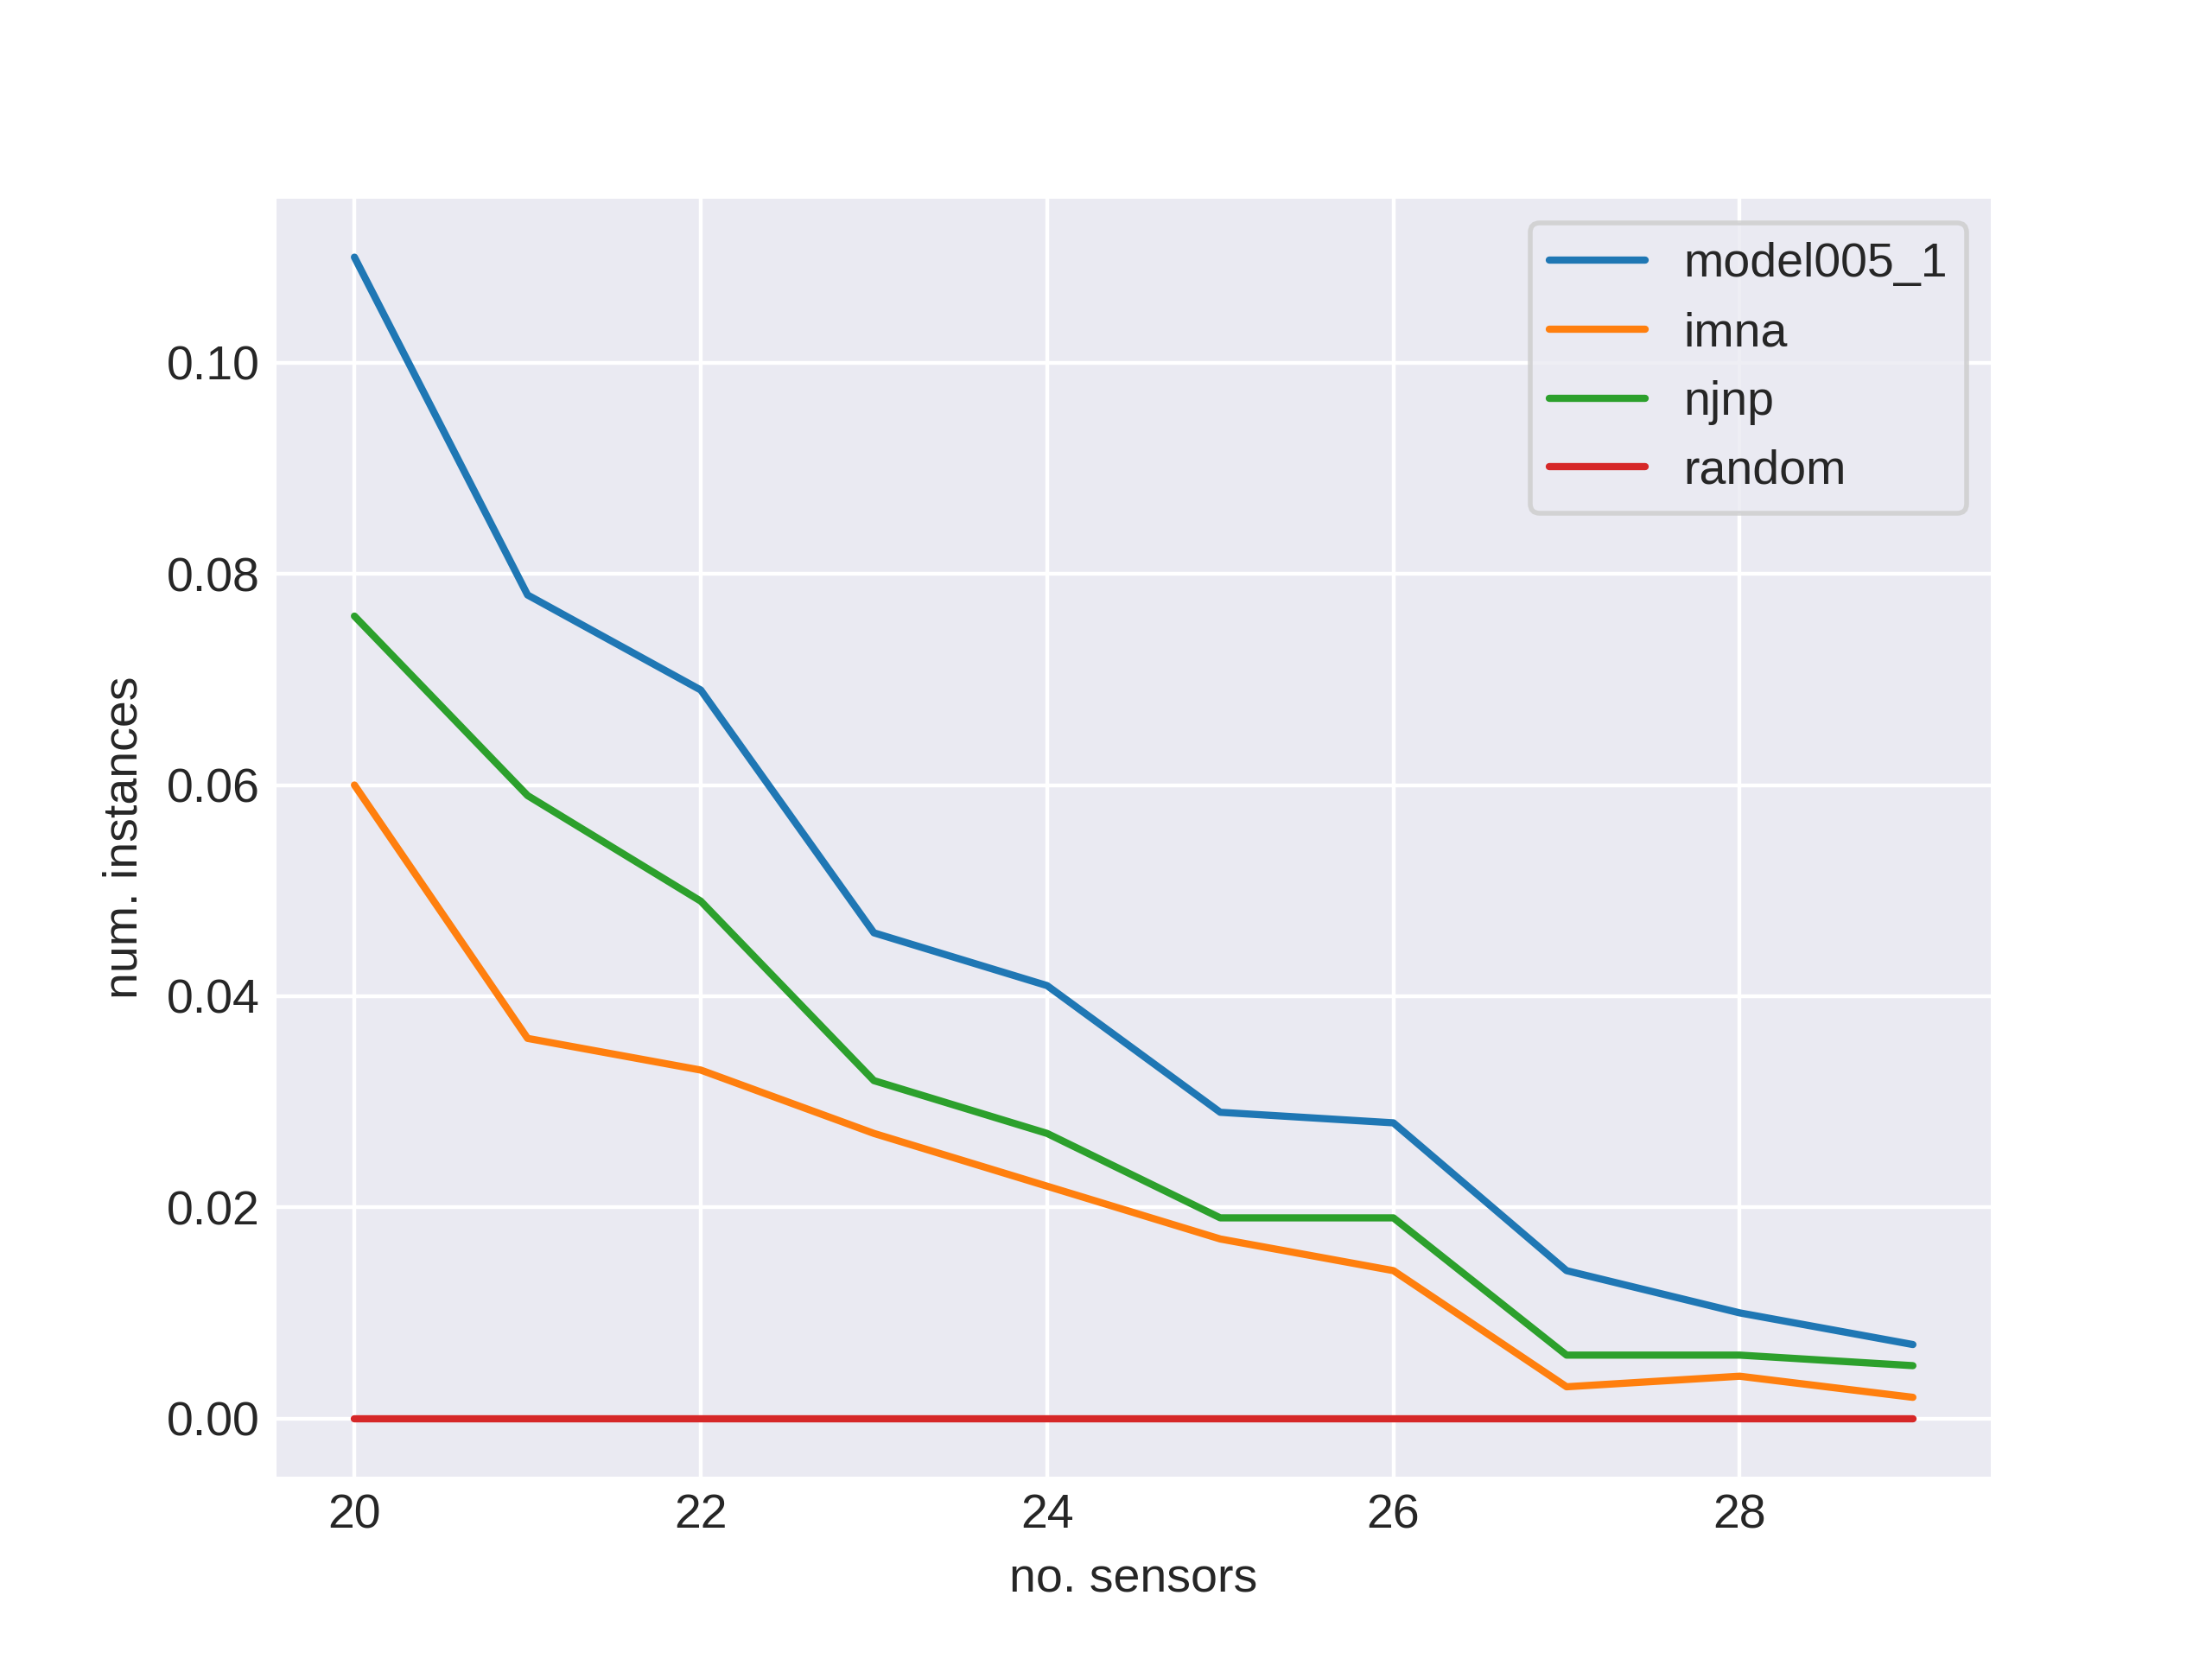 model005_1
imna
njnp
random
0.10
0.08
0.06
0.04
0.02
0.00
num. instances
20 22 24 26 28
no. sensors